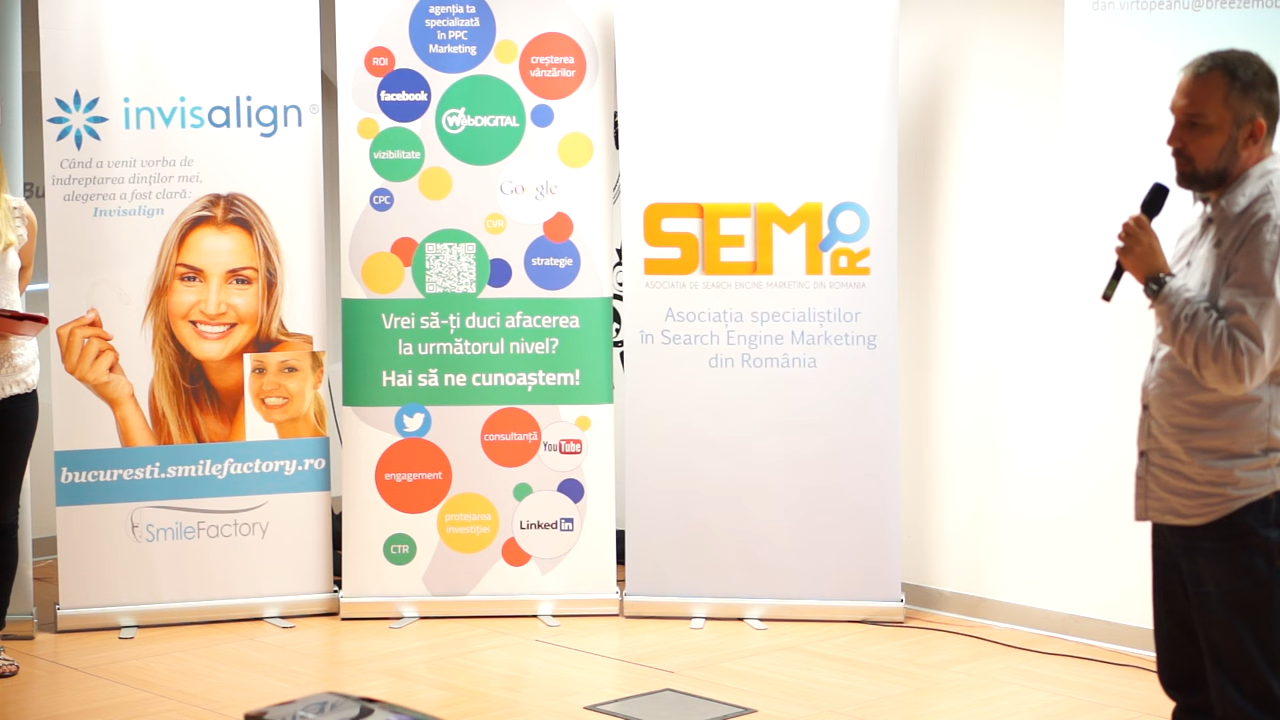 invisalign
Când a venit vorba de
îndreptarea dinților mei,
alegerea a fost clară:
Invisalign
bucuresti.smilefactory.ro
SmileFactory
agenția ta
specializată
în PPC
Marketing
ROI
creșterea
vânzărilor
facebook
WebDIGITAL
vizibilitate
CPC
Google
CVR
strategie
Vrei să-ți duci afacerea
la următorul nivel?
Hai să ne cunoaștem!
consultanță
YouTube
engagement
protejarea
investiției
LinkedIn
CTR
SEM RO
ASOCIAȚIA DE SEARCH ENGINE MARKETING DIN ROMANIA
Asociația specialiștilor
în Search Engine Marketing
din România
dan.virtopeanu@breezemob